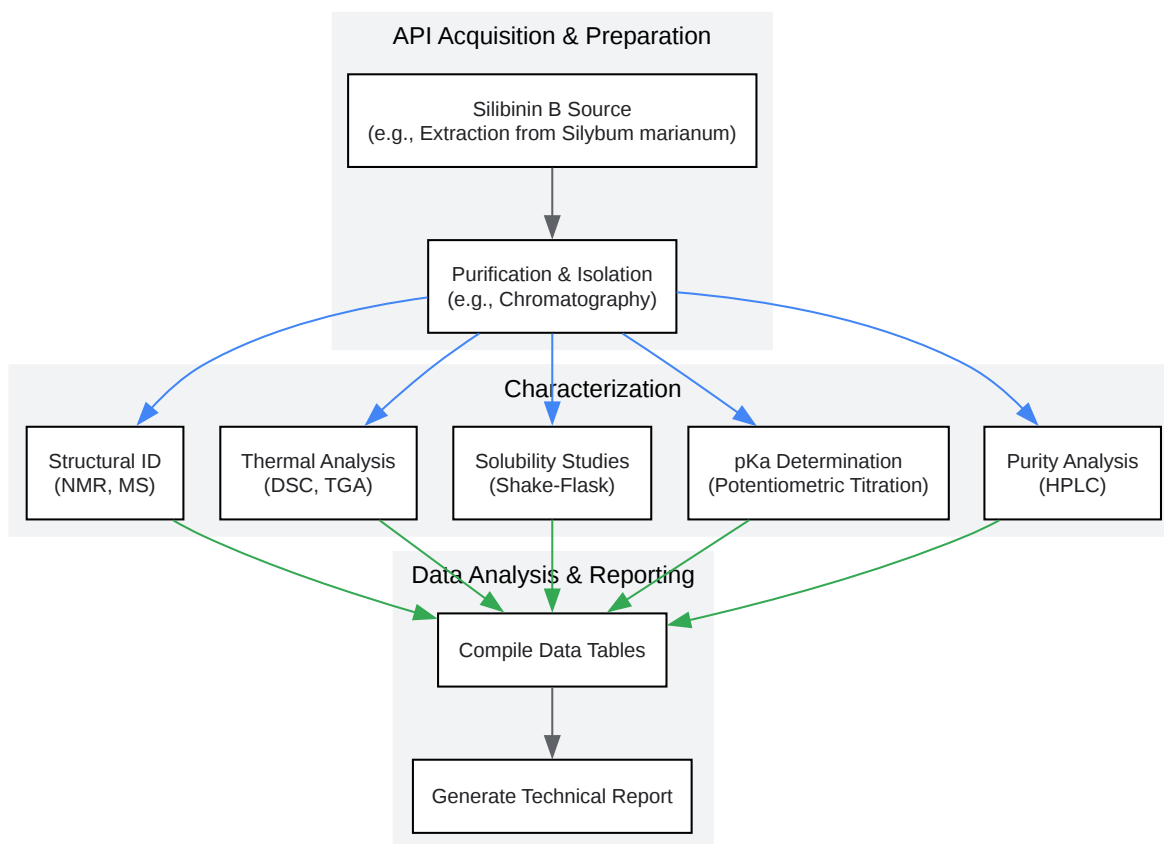 API Acquisition & Preparation
Silibinin B Source
(e.g., Extraction from Silybum marianum)
Purification & Isolation
(e.g., Chromatography)
Characterization
Structural ID
(NMR, MS)
Thermal Analysis
(DSC, TGA)
Solubility Studies
(Shake-Flask)
pKa Determination
(Potentiometric Titration)
Purity Analysis
(HPLC)
Data Analysis & Reporting
Compile Data Tables
Generate Technical Report